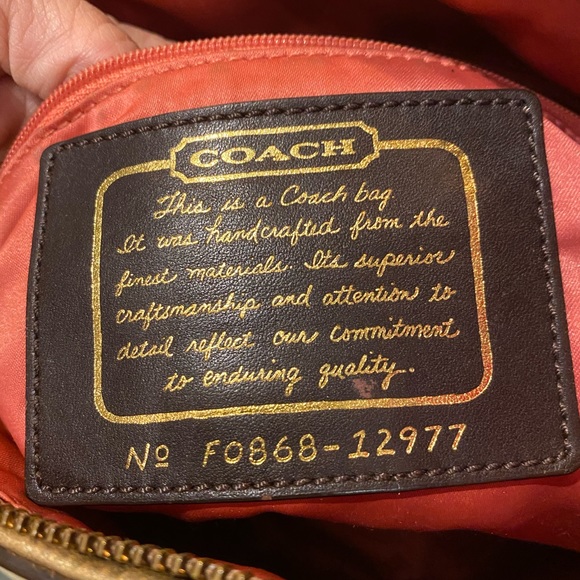 COACH
This is a Coach bag.
It was handcrafted from the
finest materials. Its superior
craftsmanship and attention to
detail reflect our commitment
to enduring quality.
Nº F0868-12977